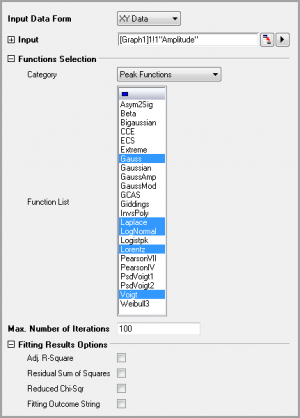 Input Data Form XY Data
Input [Graph1]1!1"Amplitude"
Functions Selection
Category Peak Functions
Function List
Asym2Sig
Beta
Bigaussian
CCE
ECS
Extreme
Gauss
Gaussian
GaussAmp
GaussMod
GCAS
Giddings
InvsPoly
Laplace
LogNormal
Logistpk
Lorentz
PearsonVII
PearsonIV
PsdVoigt1
PsdVoigt2
Voigt
Weibull3
Max. Number of Iterations 100
Fitting Results Options
Adj. R-Square
Residual Sum of Squares
Reduced Chi-Sqr
Fitting Outcome String